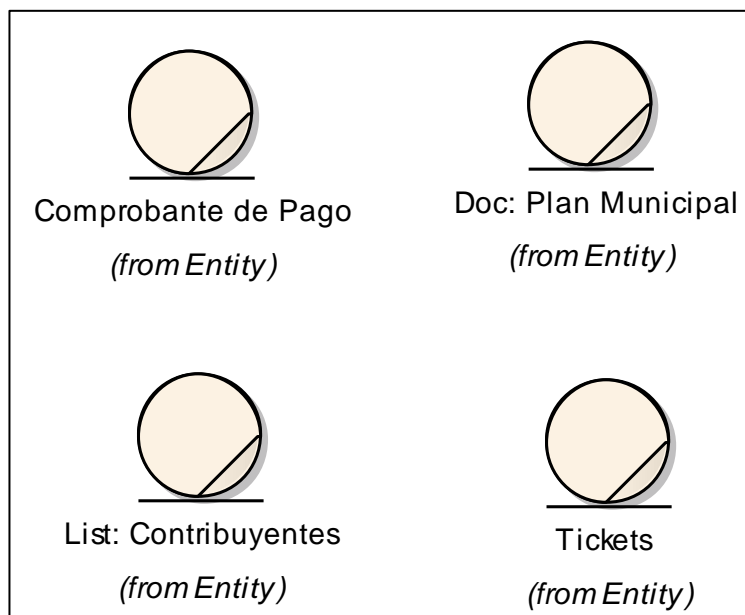 Comprobante de Pago
(from Entity)
Doc: Plan Municipal
(from Entity)
List: Contribuyentes
(from Entity)
Tickets
(from Entity)